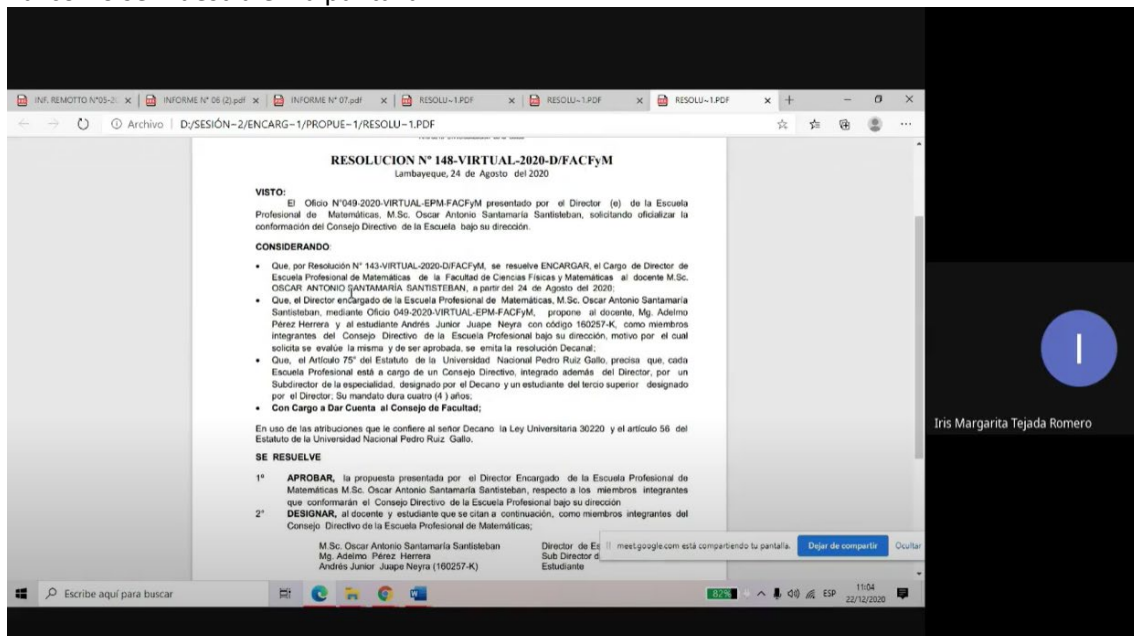 INF. REMOTTO N°05-2
INFORME N° 06 (2).pdf
INFORME N° 07.pdf
RESOLU~1.PDF
RESOLU~1.PDF
RESOLU~1.PDF
Archivo | D:/SESIÓN~2/ENCARG~1/PROPUE~1/RESOLU~1.PDF
RESOLUCION N° 148-VIRTUAL-2020-D/FACFyM
Lambayeque, 24 de Agosto del 2020
VISTO:
El Oficio N°049-2020-VIRTUAL-EPM-FACFyM presentado por el Director (e) de la Escuela
Profesional de Matemáticas, M.Sc. Oscar Antonio Santamaría Santisteban, solicitando oficializar la
conformación del Consejo Directivo de la Escuela bajo su dirección.
CONSIDERANDO:
• Que, por Resolución N° 143-VIRTUAL-2020-D/FACFyM, se resuelve ENCARGAR, el Cargo de Director de
Escuela Profesional de Matemáticas de la Facultad de Ciencias Físicas y Matemáticas al docente M.Sc.
OSCAR ANTONIO SANTAMARÍA SANTISTEBAN, a partir del 24 de Agosto del 2020;
• Que, el Director encargado de la Escuela Profesional de Matemáticas, M.Sc. Oscar Antonio Santamaría
Santisteban, mediante Oficio 049-2020-VIRTUAL-EPM-FACFyM, propone al docente, Mg. Adelmo
Pérez Herrera y al estudiante Andrés Junior Juape Neyra con código 160257-K, como miembros
integrantes del Consejo Directivo de la Escuela Profesional bajo su dirección, motivo por el cual
solicita se evalúe la misma y de ser aprobada, se emita la resolución Decanal;
• Que, el Artículo 75° del Estatuto de la Universidad Nacional Pedro Ruiz Gallo, precisa que, cada
Escuela Profesional está a cargo de un Consejo Directivo, integrado además del Director, por un
Subdirector de la especialidad, designado por el Decano y un estudiante del tercio superior designado
por el Director; Su mandato dura cuatro (4 ) años;
• Con Cargo a Dar Cuenta al Consejo de Facultad;
En uso de las atribuciones que le confiere al señor Decano la Ley Universitaria 30220 y el artículo 56 del
Estatuto de la Universidad Nacional Pedro Ruiz Gallo.
SE RESUELVE
1° APROBAR, la propuesta presentada por el Director Encargado de la Escuela Profesional de
Matemáticas M.Sc. Oscar Antonio Santamaría Santisteban, respecto a los miembros integrantes
que conformarán el Consejo Directivo de la Escuela Profesional bajo su dirección
2° DESIGNAR, al docente y estudiante que se citan a continuación, como miembros integrantes del
Consejo Directivo de la Escuela Profesional de Matemáticas;
M.Sc. Oscar Antonio Santamaría Santisteban Director de Es
Mg. Adelmo Pérez Herrera Sub Director d
Andrés Junior Juape Neyra (160257-K) Estudiante
meet.google.com está compartiendo tu pantalla. Dejar de compartir Ocultar
I
Iris Margarita Tejada Romero
Escribe aquí para buscar
82% ESP 11:04
22/12/2020